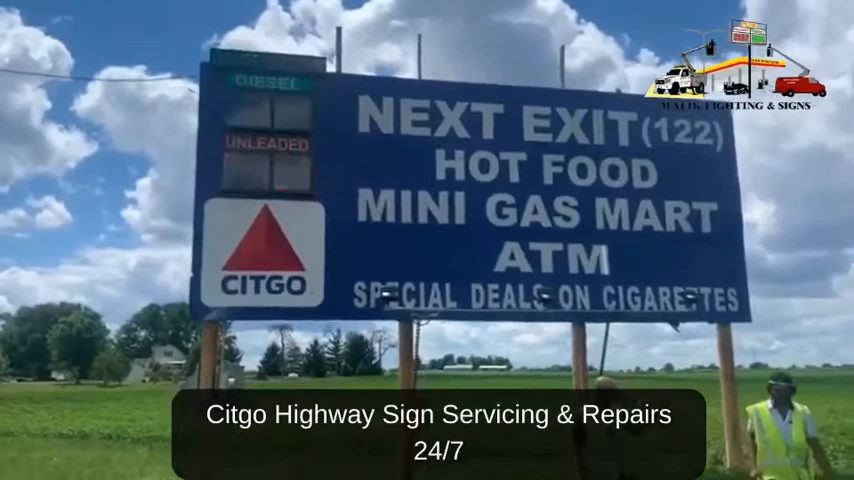 DIESEL
UNLEADED
CITGO
NEXT EXIT (122)
HOT FOOD
MINI GAS MART
ATM
SPECIAL DEALS ON CIGARETTES
MALIK LIGHTING & SIGNS
Citgo Highway Sign Servicing & Repairs
24/7